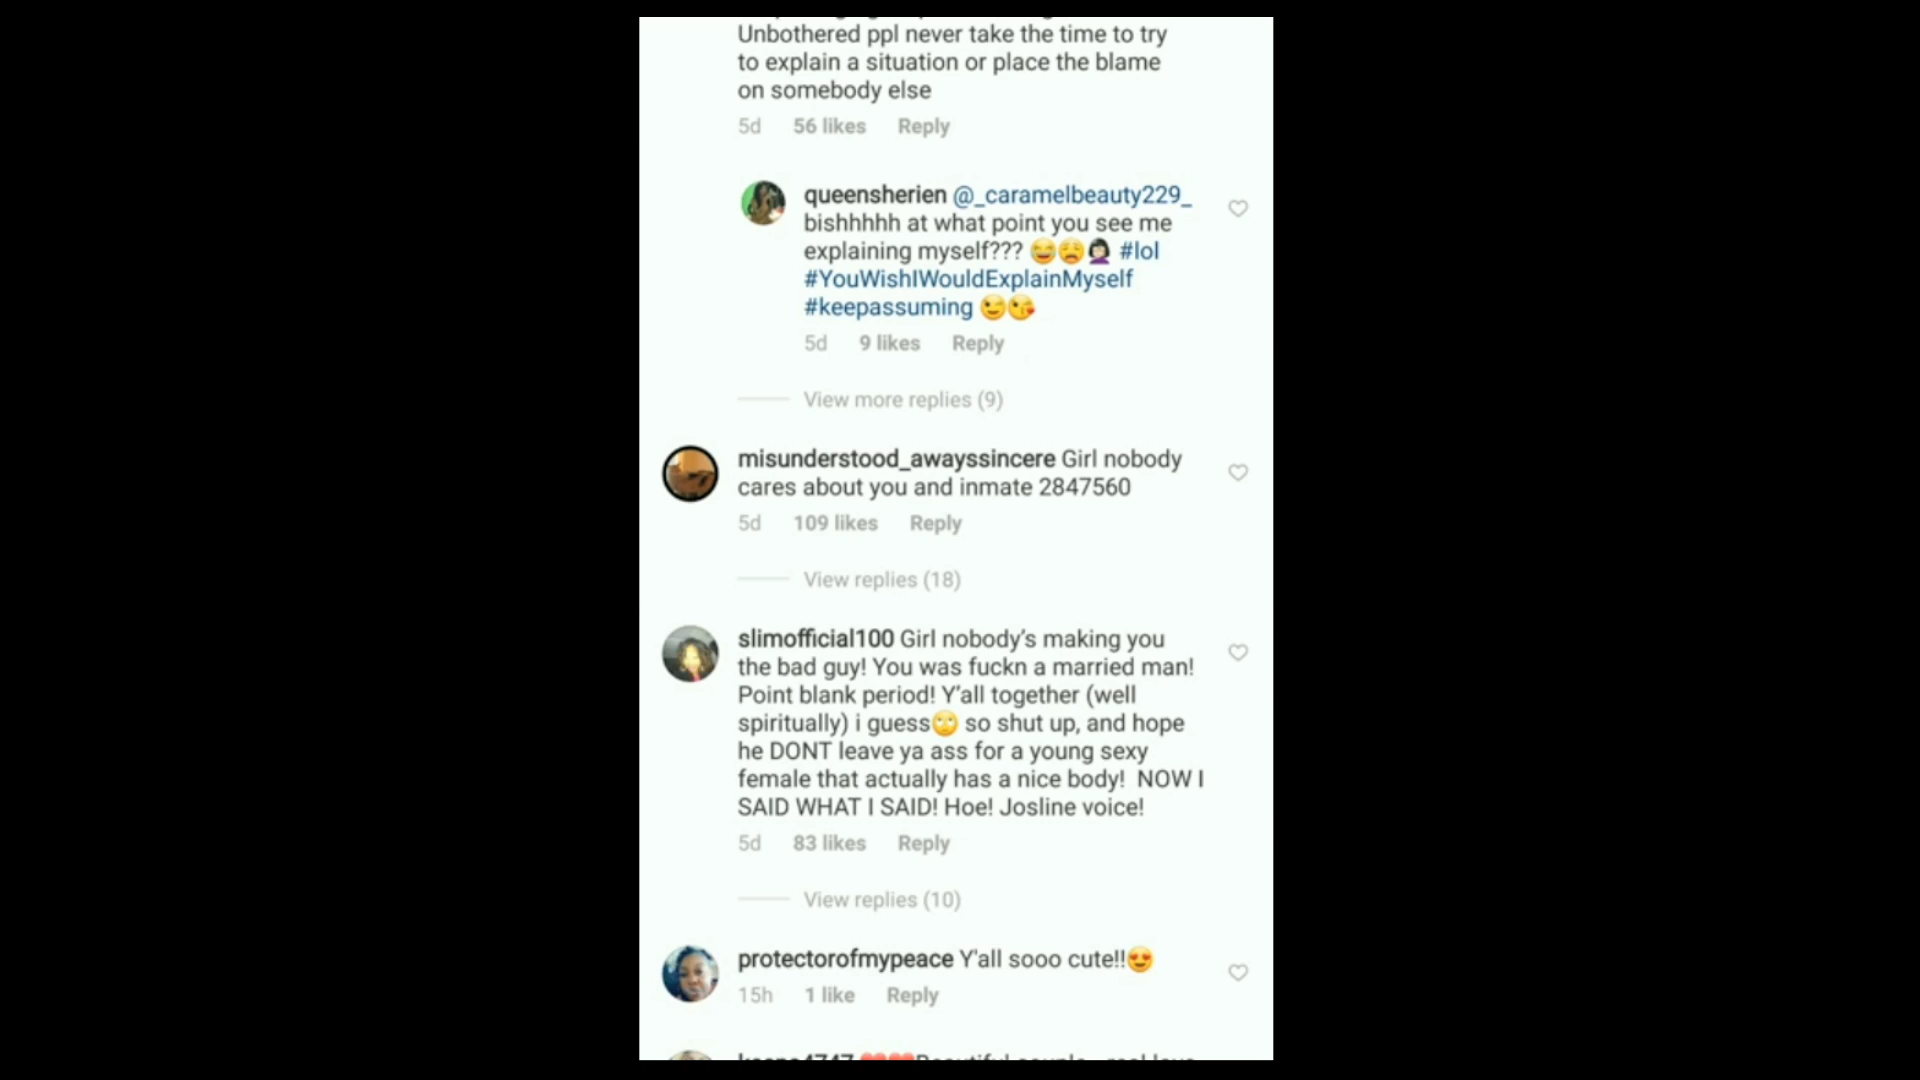 Unbothered ppl never take the time to try
to explain a situation or place the blame
on somebody else
5d 56 likes Reply
queensherien @_caramelbeauty229_
bishhhhh at what point you see me
explaining myself??? 😂😩🤦🏻‍♀️ #lol
#YouWishIWouldExplainMyself
#keepassuming 😉😘
5d 9 likes Reply
View more replies (9)
misunderstood_awayssincere Girl nobody
cares about you and inmate 2847560
5d 109 likes Reply
View replies (18)
slimofficial100 Girl nobody's making you
the bad guy! You was fuckn a married man!
Point blank period! Y'all together (well
spiritually) i guess🙄 so shut up, and hope
he DONT leave ya ass for a young sexy
female that actually has a nice body! NOW I
SAID WHAT I SAID! Hoe! Josline voice!
5d 83 likes Reply
View replies (10)
protectorofmypeace Y'all sooo cute!!😍
15h 1 like Reply